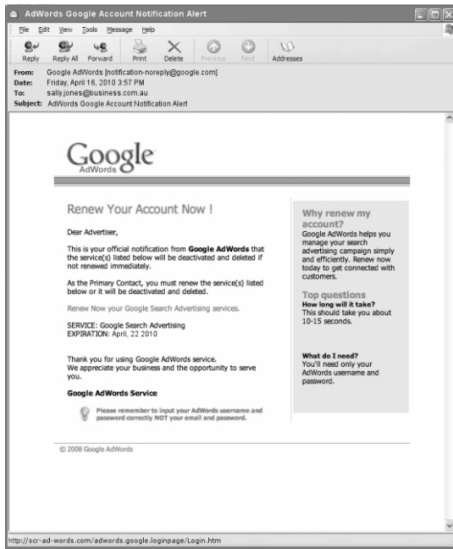 AdWords Google Account Notification Alert
File Edit View Tools Message Help
Reply Reply All Forward Print Delete Previous Next Addresses
From: Google AdWords [notification-noreply@google.com]
Date: Friday, April 16, 2010 3:57 PM
To: sally.jones@business.com.au
Subject: AdWords Google Account Notification Alert
Google
AdWords
Renew Your Account Now !
Dear Advertiser,
This is your official notification from Google AdWords that
the service(s) listed below will be deactivated and deleted if
not renewed immediately.
As the Primary Contact, you must renew the service(s) listed
below or it will be deactivated and deleted.
Renew Now your Google Search Advertising services.
SERVICE: Google Search Advertising
EXPIRATION: April, 22 2010
Thank you for using Google AdWords service.
We appreciate your business and the opportunity to serve
you.
Google AdWords Service
Please remember to input your AdWords username and
password correctly NOT your email and password.
Why renew my
account?
Google AdWords helps you
manage your search
advertising campaign simply
and efficiently. Renew now
today to get connected with
customers.
Top questions
How long will it take?
This should take you about
10-15 seconds.
What do I need?
You'll need only your
AdWords username and
password.
© 2008 Google AdWords
http://scr-ad-words.com/adwords.google.loginpage/Login.htm